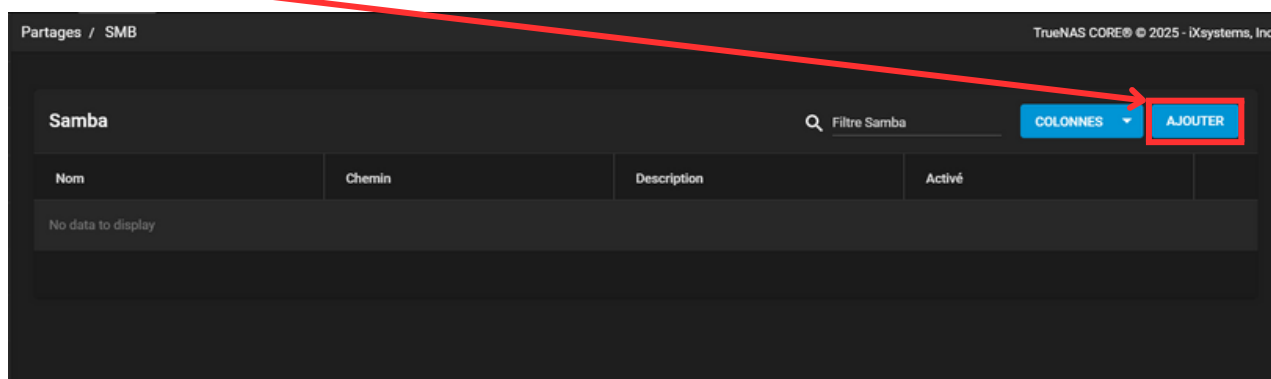 Partages / SMB
TrueNAS CORE® © 2025 - iXsystems, Inc
Samba
Filtre Samba
COLONNES
AJOUTER
Nom
Chemin
Description
Activé
No data to display